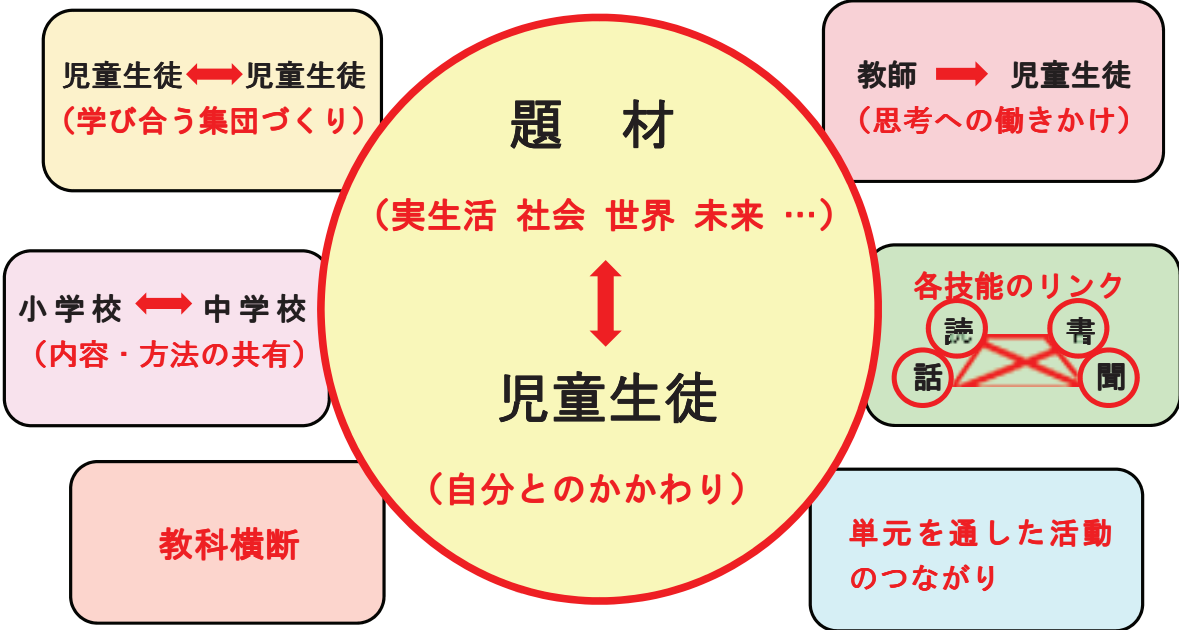 児童生徒↔児童生徒
(学び合う集団づくり)
小学校 ↔ 中学校
(内容・方法の共有)
教科横断
題 材
(実生活 社会 世界 未来 …)
児童生徒
(自分とのかかわり)
教師 → 児童生徒
(思考への働きかけ)
各技能のリンク
読 書
話 聞
単元を通した活動
のつながり